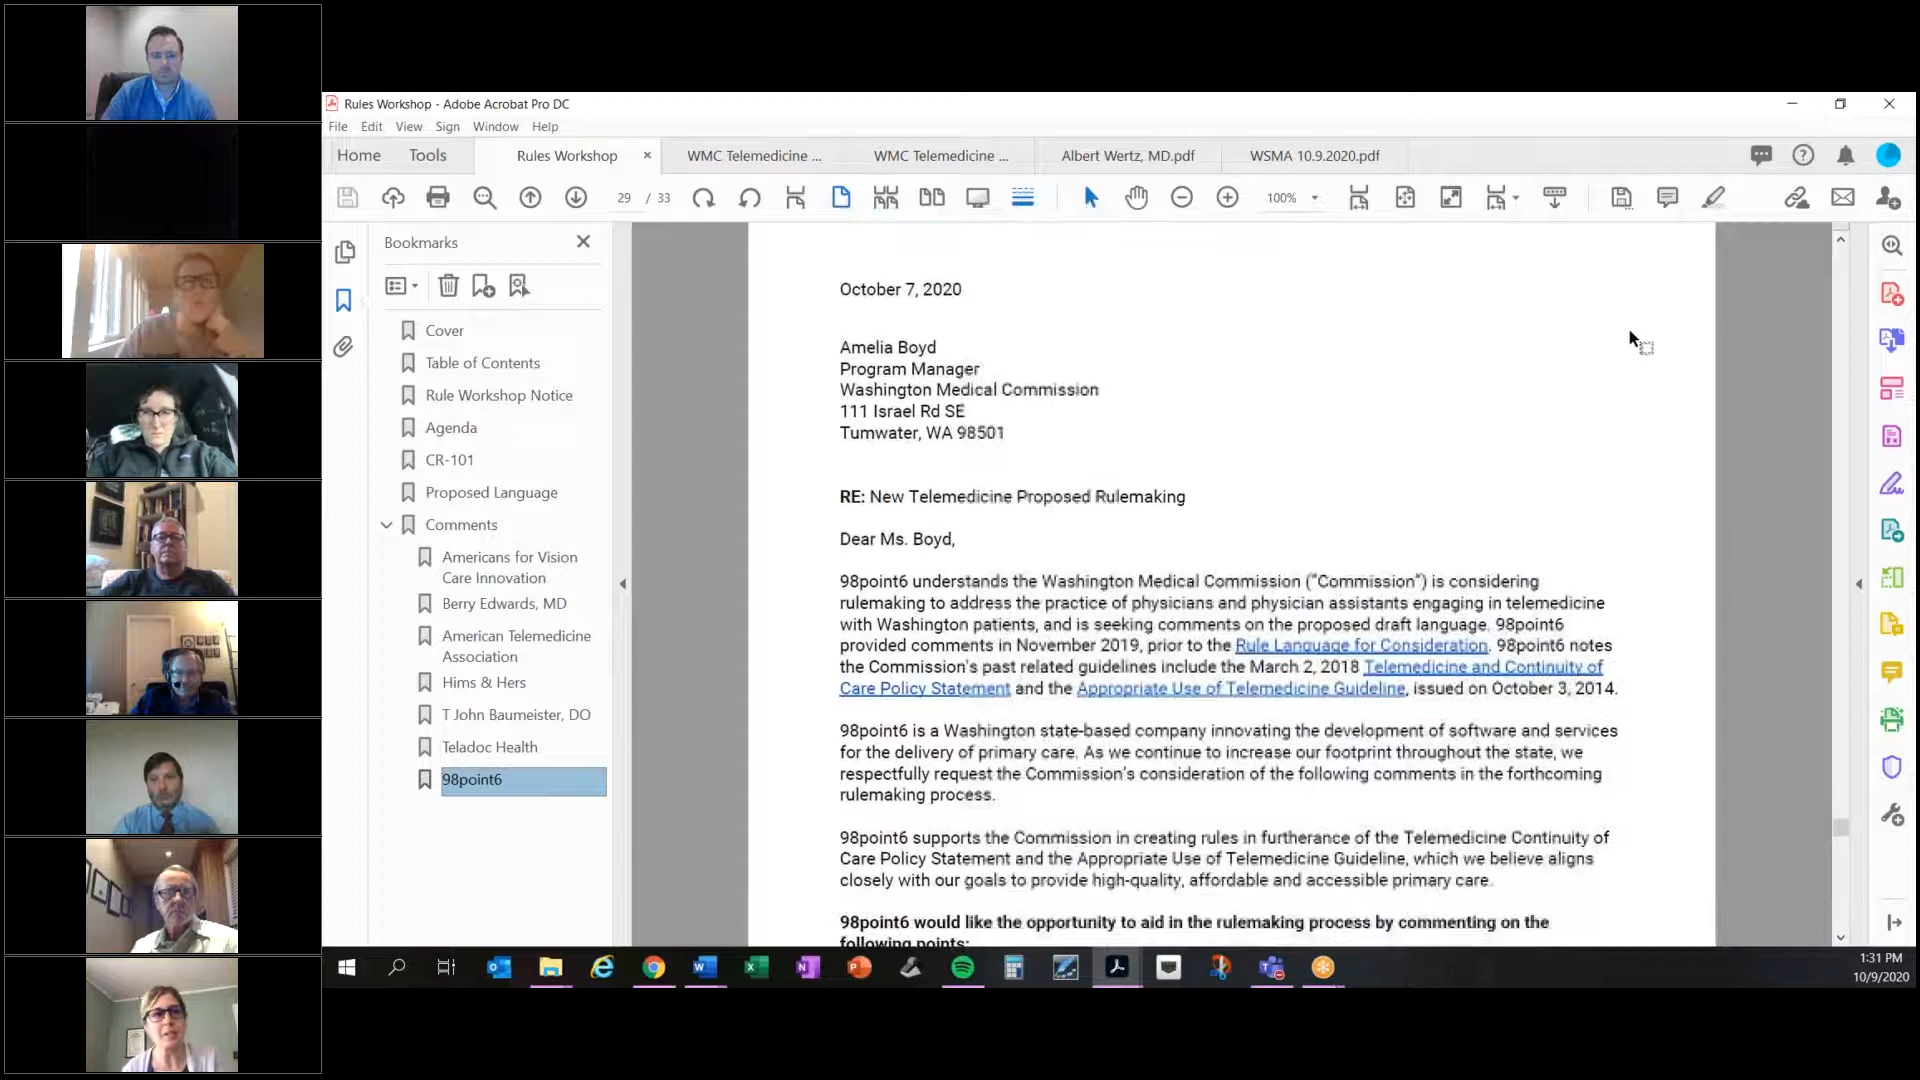 Rules Workshop - Adobe Acrobat Pro DC
File Edit View Sign Window Help
Home Tools Rules Workshop × WMC Telemedicine ... WMC Telemedicine ... Albert Wertz, MD.pdf WSMA 10.9.2020.pdf
29 / 33 100%
Bookmarks
Cover
Table of Contents
Rule Workshop Notice
Agenda
CR-101
Proposed Language
Comments
Americans for Vision
Care Innovation
Berry Edwards, MD
American Telemedicine
Association
Hims & Hers
T John Baumeister, DO
Teladoc Health
98point6
October 7, 2020
Amelia Boyd
Program Manager
Washington Medical Commission
111 Israel Rd SE
Tumwater, WA 98501
RE: New Telemedicine Proposed Rulemaking
Dear Ms. Boyd,
98point6 understands the Washington Medical Commission ("Commission") is considering
rulemaking to address the practice of physicians and physician assistants engaging in telemedicine
with Washington patients, and is seeking comments on the proposed draft language. 98point6
provided comments in November 2019, prior to the Rule Language for Consideration. 98point6 notes
the Commission's past related guidelines include the March 2, 2018 Telemedicine and Continuity of
Care Policy Statement and the Appropriate Use of Telemedicine Guideline, issued on October 3, 2014.
98point6 is a Washington state-based company innovating the development of software and services
for the delivery of primary care. As we continue to increase our footprint throughout the state, we
respectfully request the Commission's consideration of the following comments in the forthcoming
rulemaking process.
98point6 supports the Commission in creating rules in furtherance of the Telemedicine Continuity of
Care Policy Statement and the Appropriate Use of Telemedicine Guideline, which we believe aligns
closely with our goals to provide high-quality, affordable and accessible primary care.
98point6 would like the opportunity to aid in the rulemaking process by commenting on the
following points:
1:31 PM
10/9/2020